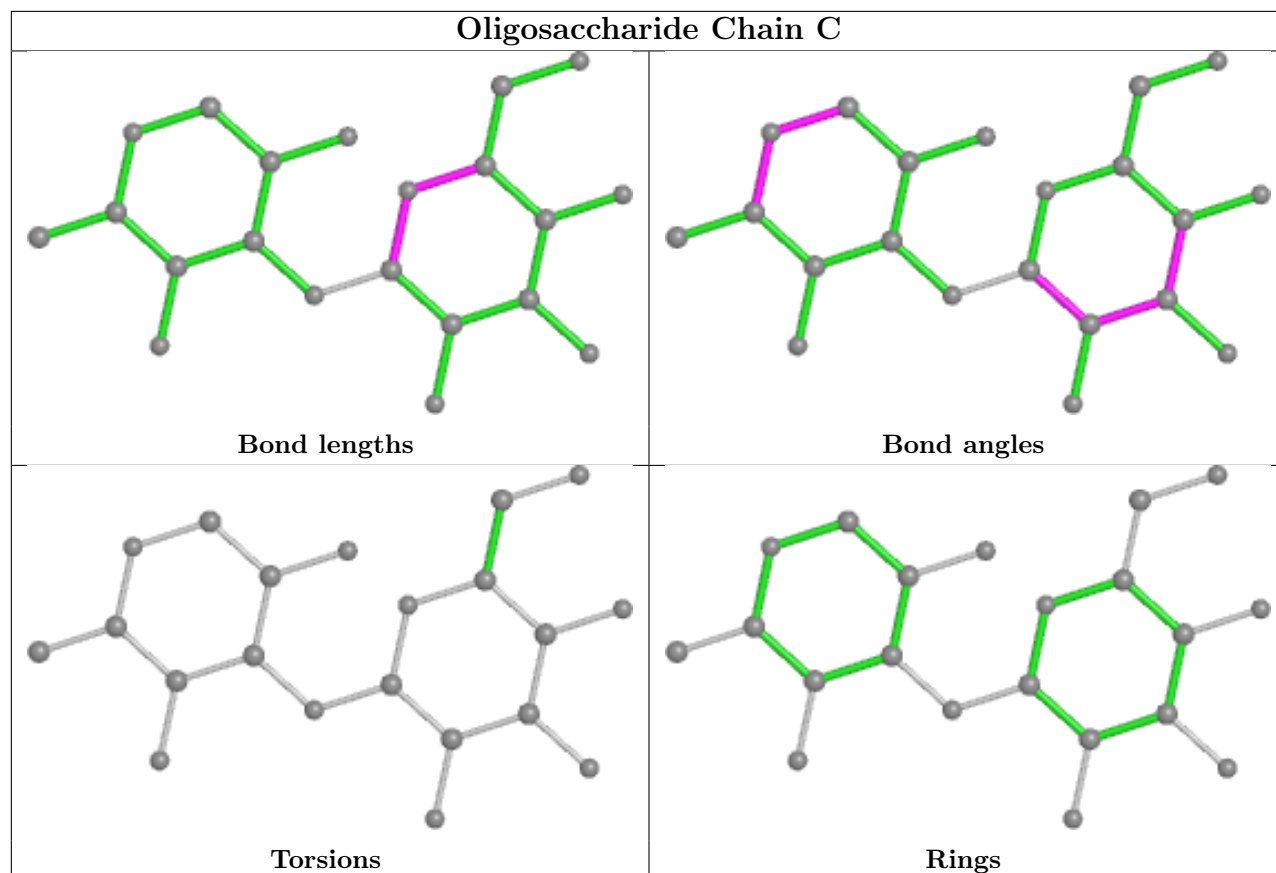 Oligosaccharide Chain C
Bond lengths
Bond angles
Torsions
Rings